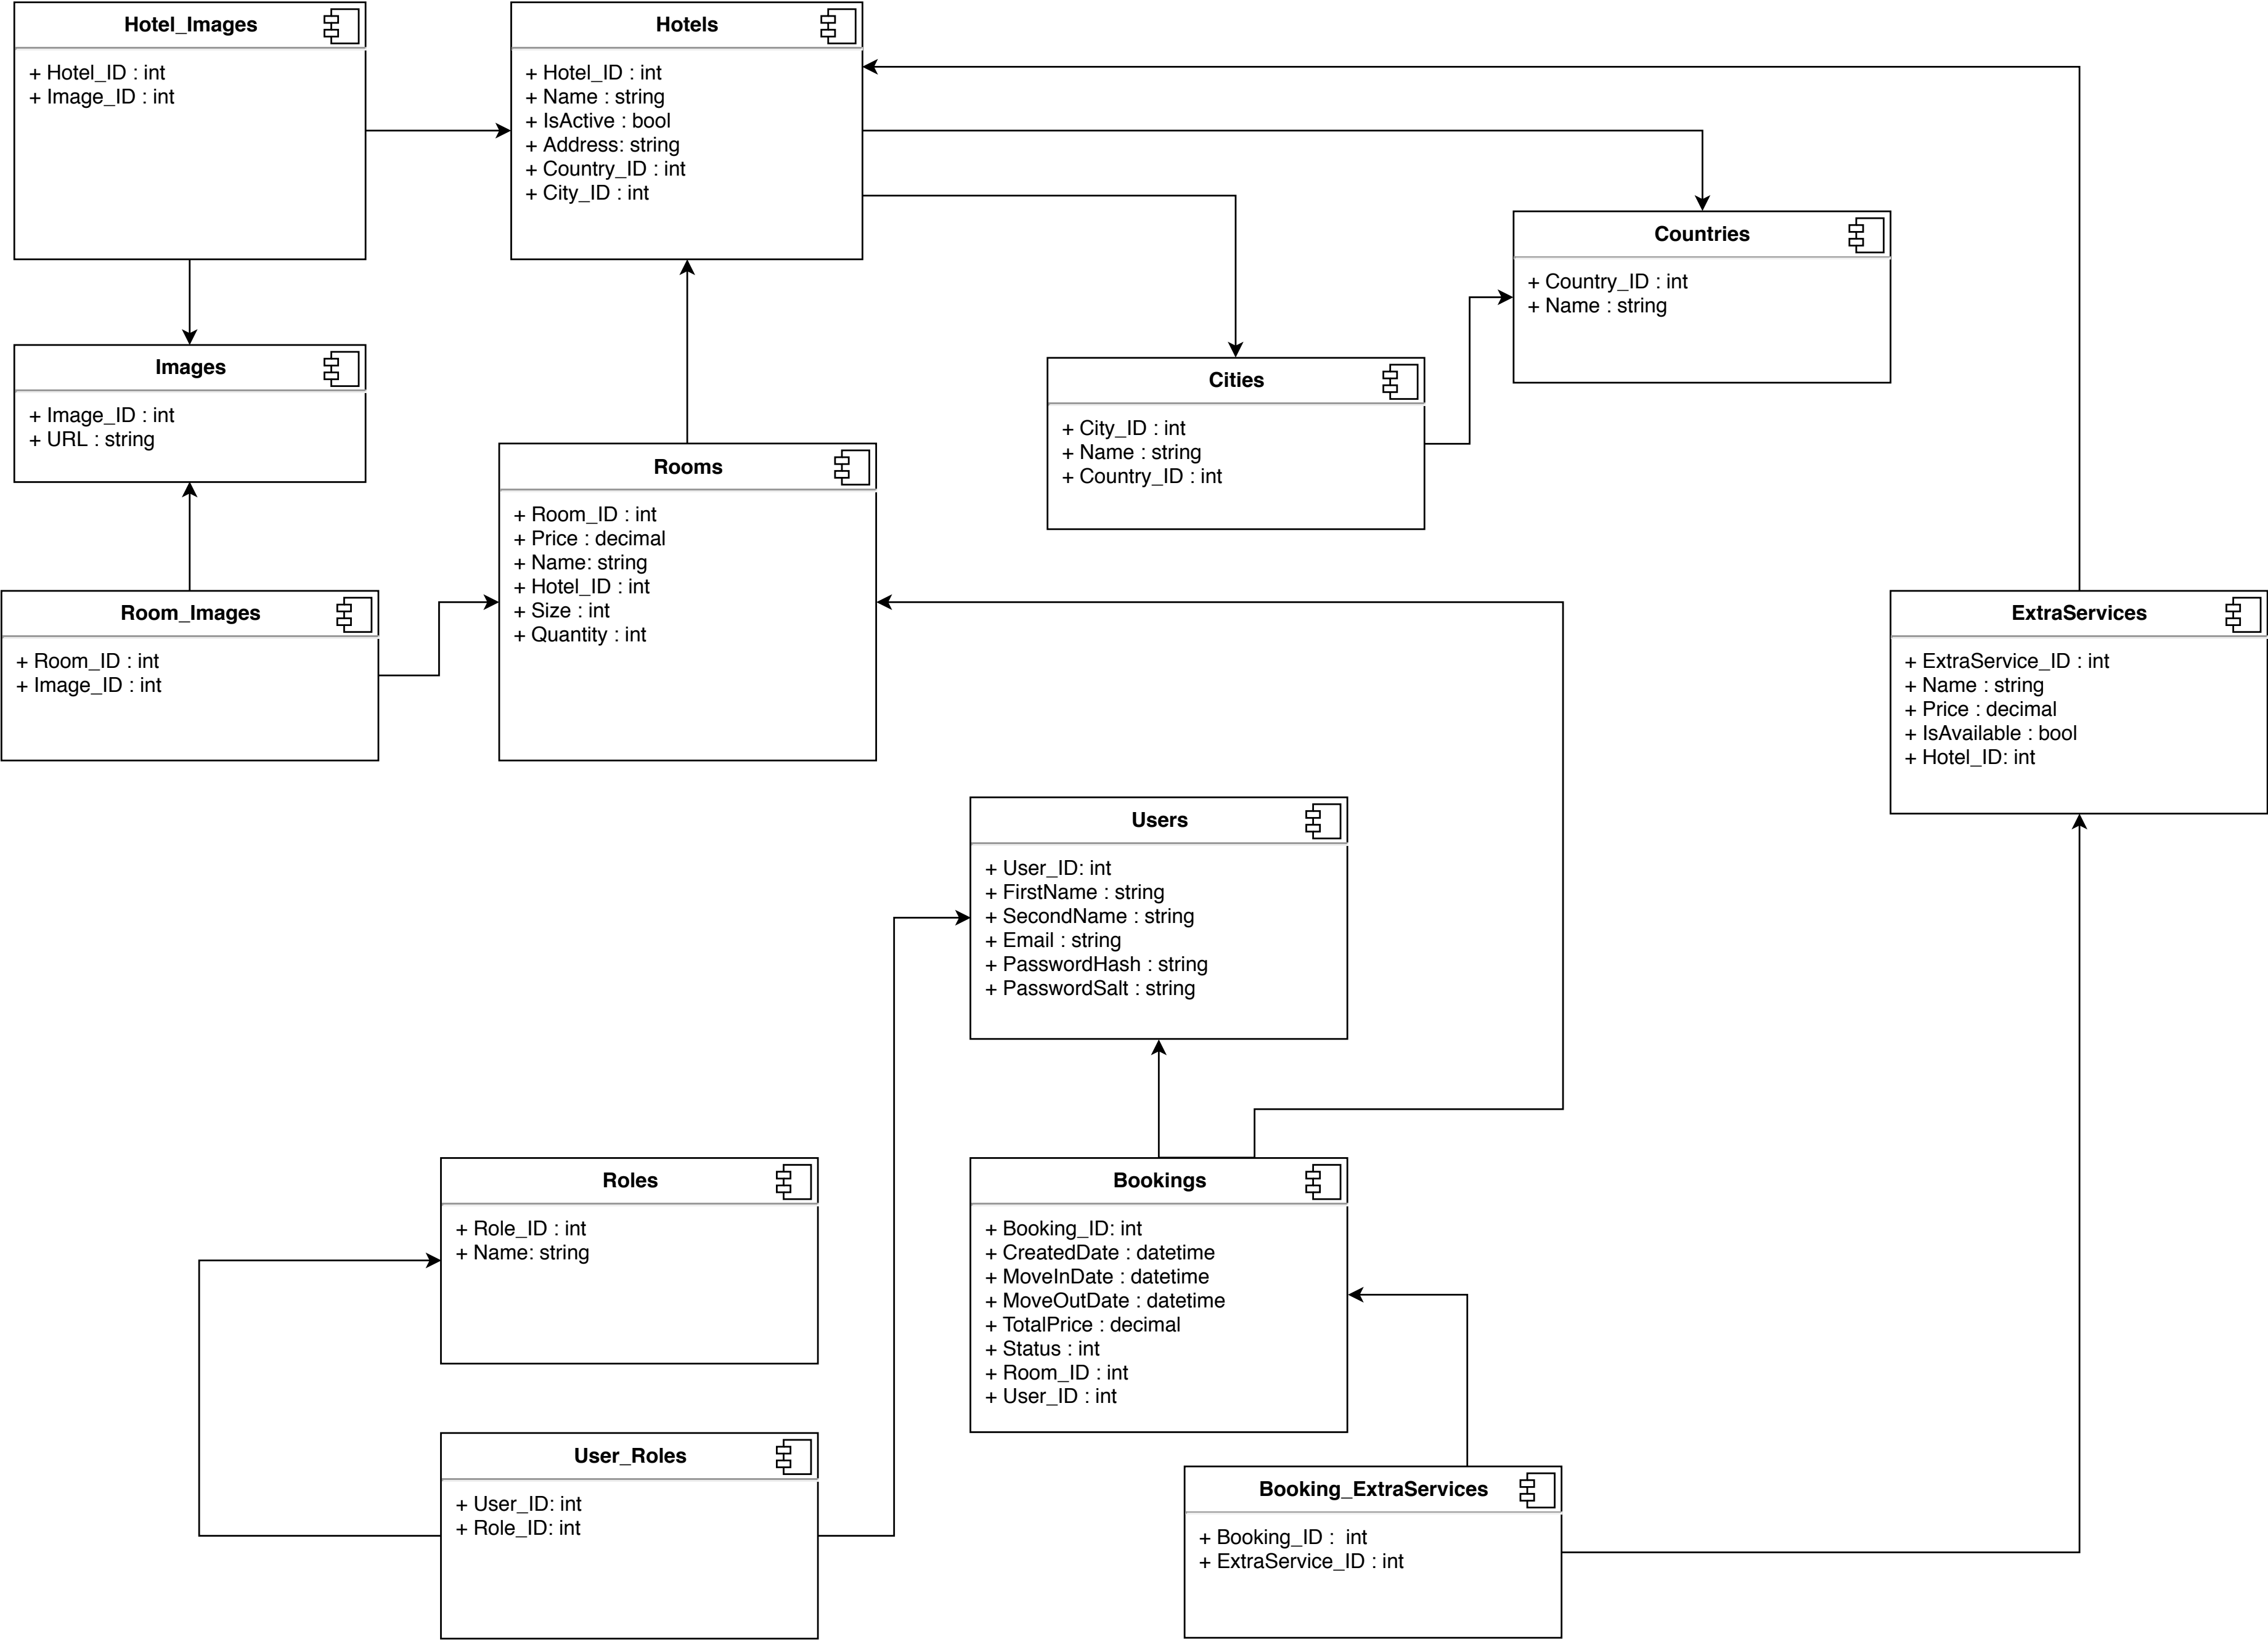 Hotel_Images
+ Hotel_ID : int
+ Image_ID : int
Hotels
+ Hotel_ID : int
+ Name : string
+ IsActive : bool
+ Address: string
+ Country_ID : int
+ City_ID : int
Countries
+ Country_ID : int
+ Name : string
Images
+ Image_ID : int
+ URL : string
Cities
+ City_ID : int
+ Name : string
+ Country_ID : int
Rooms
+ Room_ID : int
+ Price : decimal
+ Name: string
+ Hotel_ID : int
+ Size : int
+ Quantity : int
Room_Images
+ Room_ID : int
+ Image_ID : int
ExtraServices
+ ExtraService_ID : int
+ Name : string
+ Price : decimal
+ IsAvailable : bool
+ Hotel_ID: int
Users
+ User_ID: int
+ FirstName : string
+ SecondName : string
+ Email : string
+ PasswordHash : string
+ PasswordSalt : string
Roles
+ Role_ID : int
+ Name: string
Bookings
+ Booking_ID: int
+ CreatedDate : datetime
+ MoveInDate : datetime
+ MoveOutDate : datetime
+ TotalPrice : decimal
+ Status : int
+ Room_ID : int
+ User_ID : int
User_Roles
+ User_ID: int
+ Role_ID: int
Booking_ExtraServices
+ Booking_ID :  int
+ ExtraService_ID : int